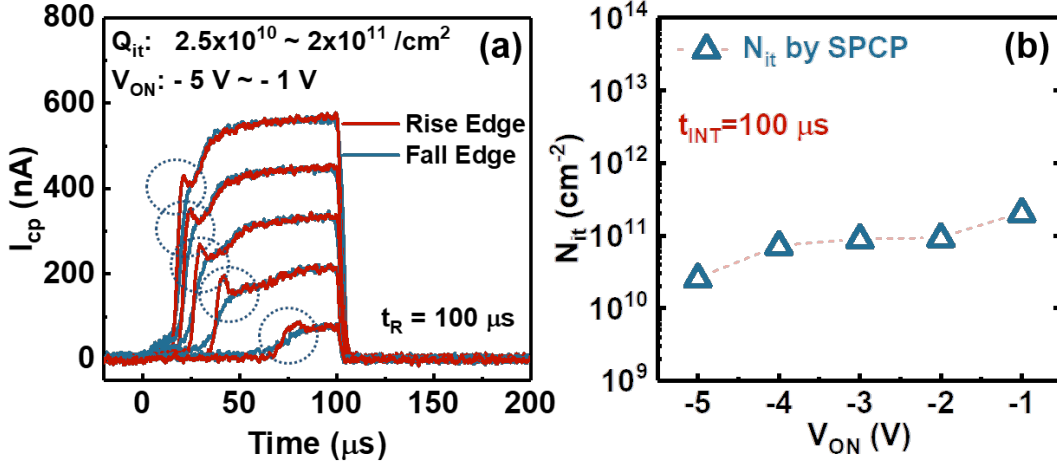 Q_it: 2.5x10^10 ~ 2x10^11 /cm^2
(a)
V_ON: - 5 V ~ - 1 V
Rise Edge
Fall Edge
t_R = 100 μs
800
600
400
200
0
I_cp (nA)
0
50
100
150
200
Time (μs)
N_it by SPCP
(b)
t_INT=100 μs
10^14
10^13
10^12
10^11
10^10
10^9
N_it (cm^-2)
-5
-4
-3
-2
-1
V_ON (V)